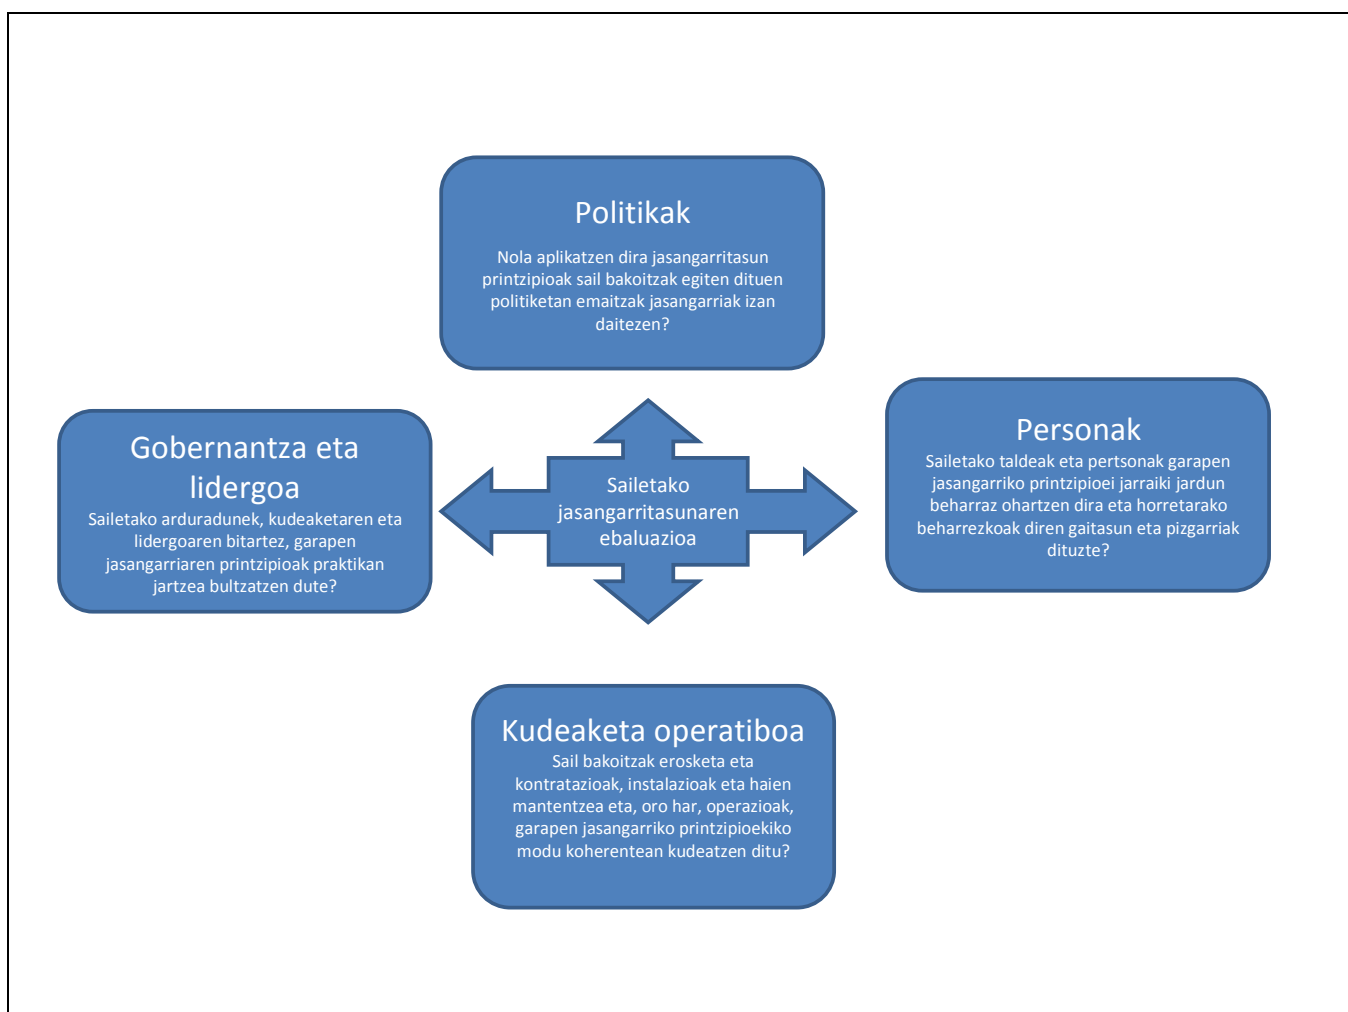 Politikak
Nola aplikatzen dira jasangarritasun
printzipioak sail bakoitzak egiten dituen
politiketan emaitzak jasangarriak izan
daitezen?
Gobernantza eta
lidergoa
Sailetako arduradunek, kudeaketaren eta
lidergoaren bitartez, garapen
jasangarriaren printzipioak praktikan
jartzea bultzatzen dute?
Sailetako
jasangarritasunaren
ebaluazioa
Personak
Sailetako taldeak eta pertsonak garapen
jasangarriko printzipioei jarraiki jardun
beharraz ohartzen dira eta horretarako
beharrezkoak diren gaitasun eta pizgarriak
dituzte?
Kudeaketa operatiboa
Sail bakoitzak erosketa eta
kontratazioak, instalazioak eta haien
mantentzea eta, oro har, operazioak,
garapen jasangarriko printzipioekiko
modu koherentean kudeatzen ditu?